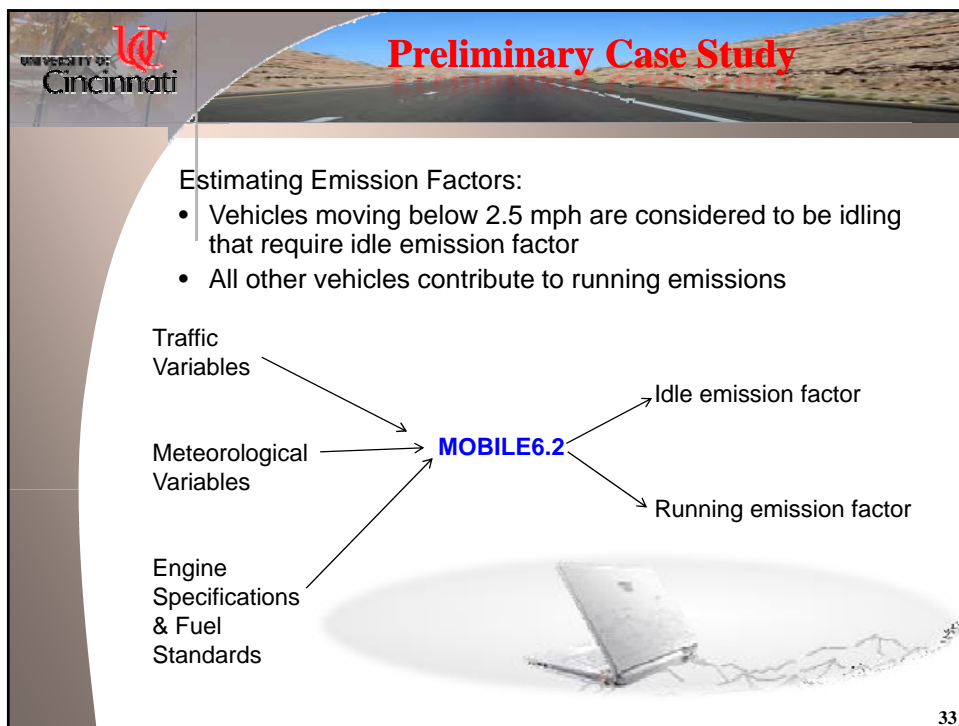 UNIVERSITY OF
UC
Cincinnati
Preliminary Case Study
Estimating Emission Factors:
• Vehicles moving below 2.5 mph are considered to be idling
that require idle emission factor
• All other vehicles contribute to running emissions
Traffic
Variables
Idle emission factor
MOBILE6.2
Meteorological
Variables
Running emission factor
Engine
Specifications
& Fuel
Standards
33